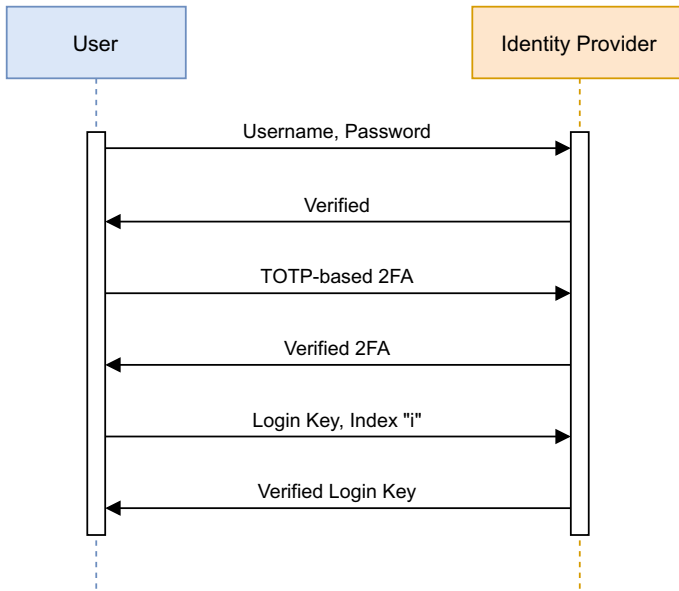 User
Identity Provider
Username, Password
Verified
TOTP-based 2FA
Verified 2FA
Login Key, Index "i"
Verified Login Key